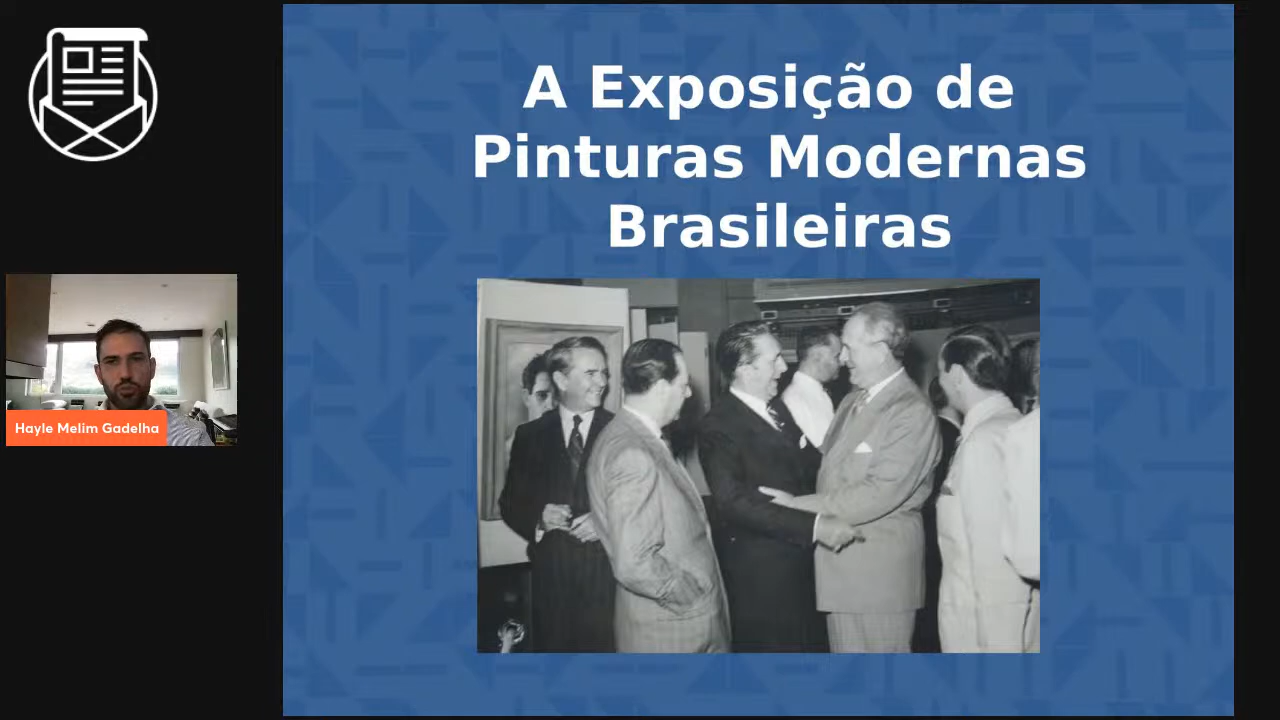 A Exposição de
Pinturas Modernas
Brasileiras
Hayle Melim Gadelha